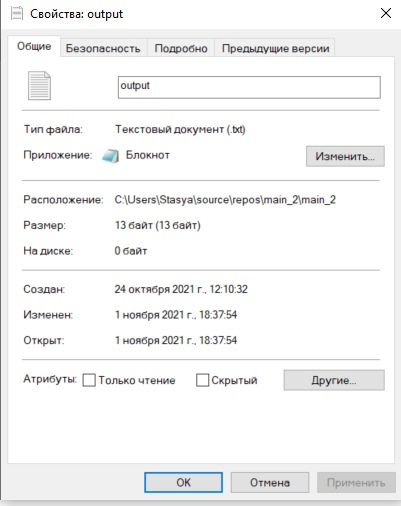 Свойства: output
Общие Безопасность Подробно Предыдущие версии
output
Тип файла: Текстовый документ (.txt)
Приложение: Блокнот Изменить...
Расположение: C:\Users\Stasya\source\repos\main_2\main_2
Размер: 13 байт (13 байт)
На диске: 0 байт
Создан: 24 октября 2021 г., 12:10:32
Изменен: 1 ноября 2021 г., 18:37:54
Открыт: 1 ноября 2021 г., 18:37:54
Атрибуты: Только чтение Скрытый Другие...
ОК Отмена Применить